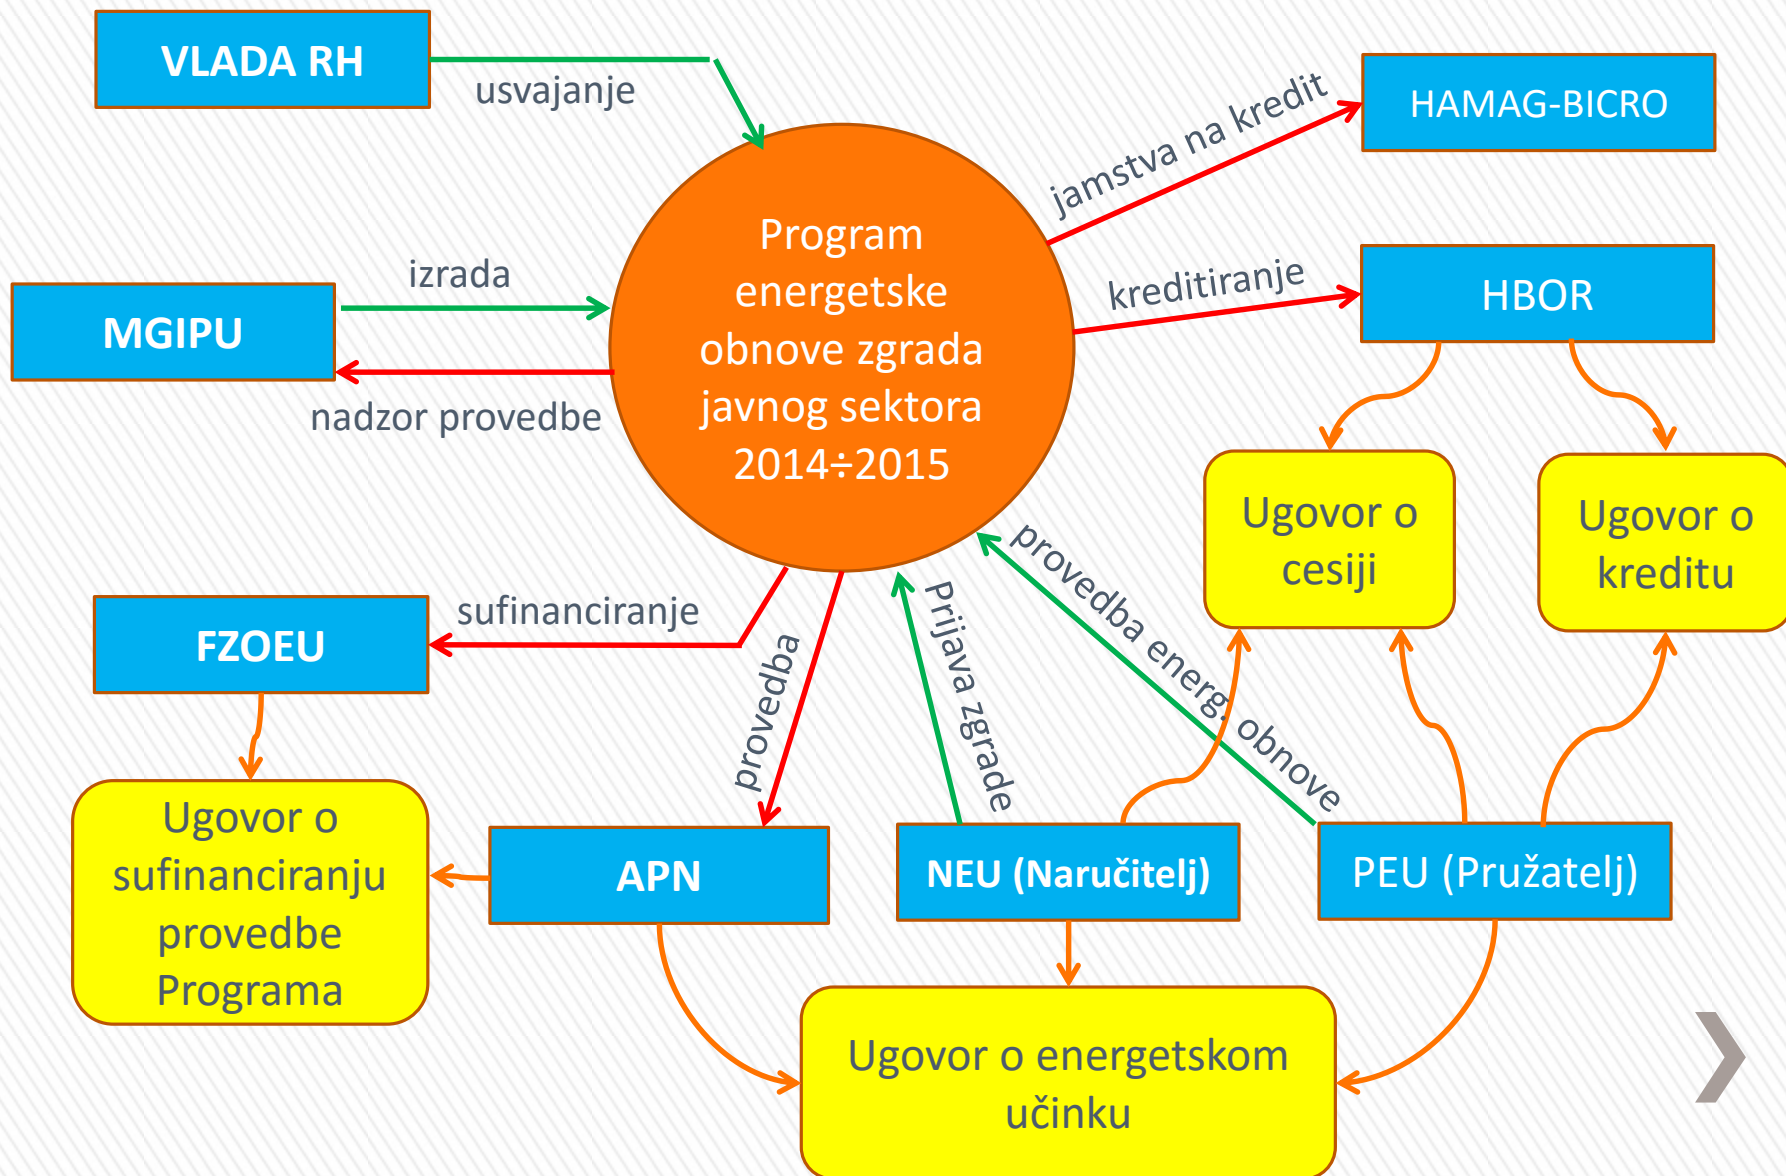 VLADA RH
usvajanje
jamstva na kredit
HAMAG-BICRO
Program
energetske
obnove zgrada
javnog sektora
2014÷2015
izrada
MGIPU
nadzor provedbe
kreditiranje
HBOR
Ugovor o
cesiji
Ugovor o
kreditu
sufinanciranje
FZOEU
provedba
Prijava zgrade
provedba energ. obnove
Ugovor o
sufinanciranju
provedbe
Programa
APN
NEU (Naručitelj)
PEU (Pružatelj)
Ugovor o energetskom
učinku